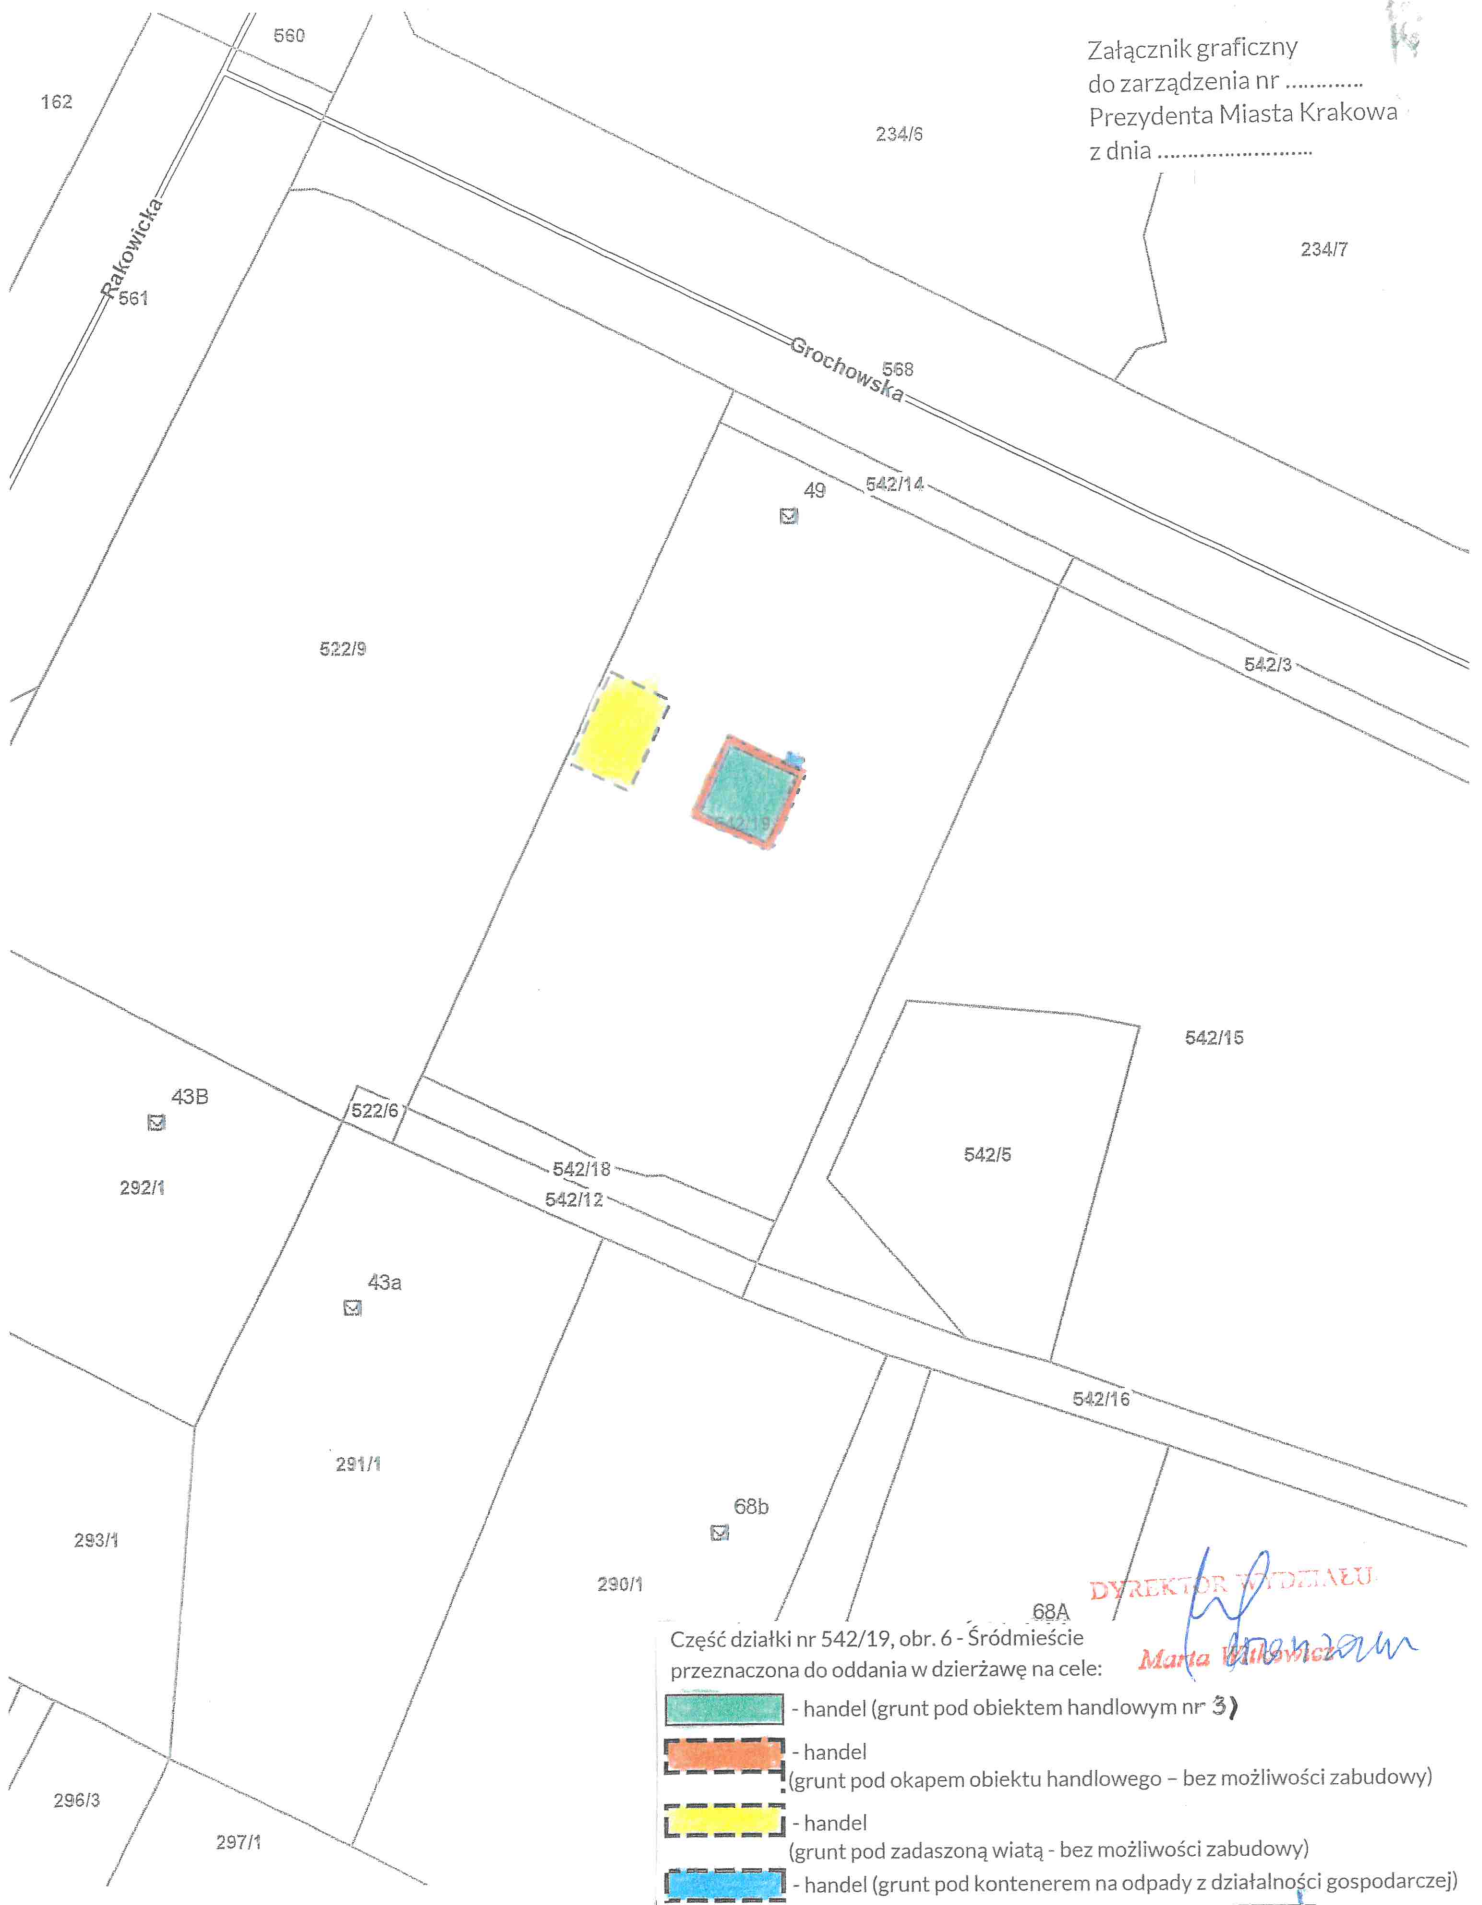 Załącznik graficzny
do zarządzenia nr .............
Prezydenta Miasta Krakowa
z dnia ..........................
560
162
234/6
234/7
Rakowicka
561
Grochowska
568
49
542/14
522/9
542/3
542/19
542/15
43B
522/6
542/5
292/1
542/18
542/12
43a
542/16
291/1
68b
293/1
290/1
68A
DYREKTOR WYDZIAŁU
Marta Witkowicz
Część działki nr 542/19, obr. 6 - Śródmieście
przeznaczona do oddania w dzierżawę na cele:
- handel (grunt pod obiektem handlowym nr 3)
- handel
(grunt pod okapem obiektu handlowego – bez możliwości zabudowy)
- handel
(grunt pod zadaszoną wiatą - bez możliwości zabudowy)
- handel (grunt pod kontenerem na odpady z działalności gospodarczej)
296/3
297/1